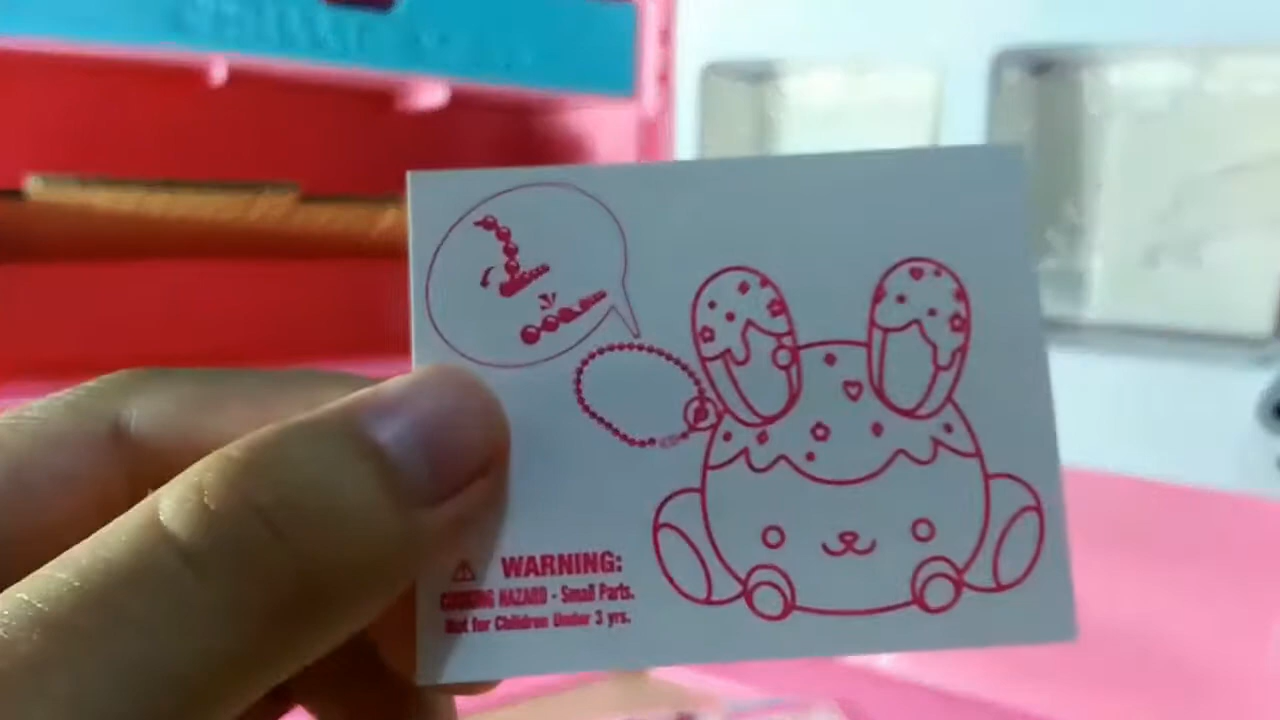 WARNING:
CHOKING HAZARD - Small Parts.
Not for Children Under 3 yrs.